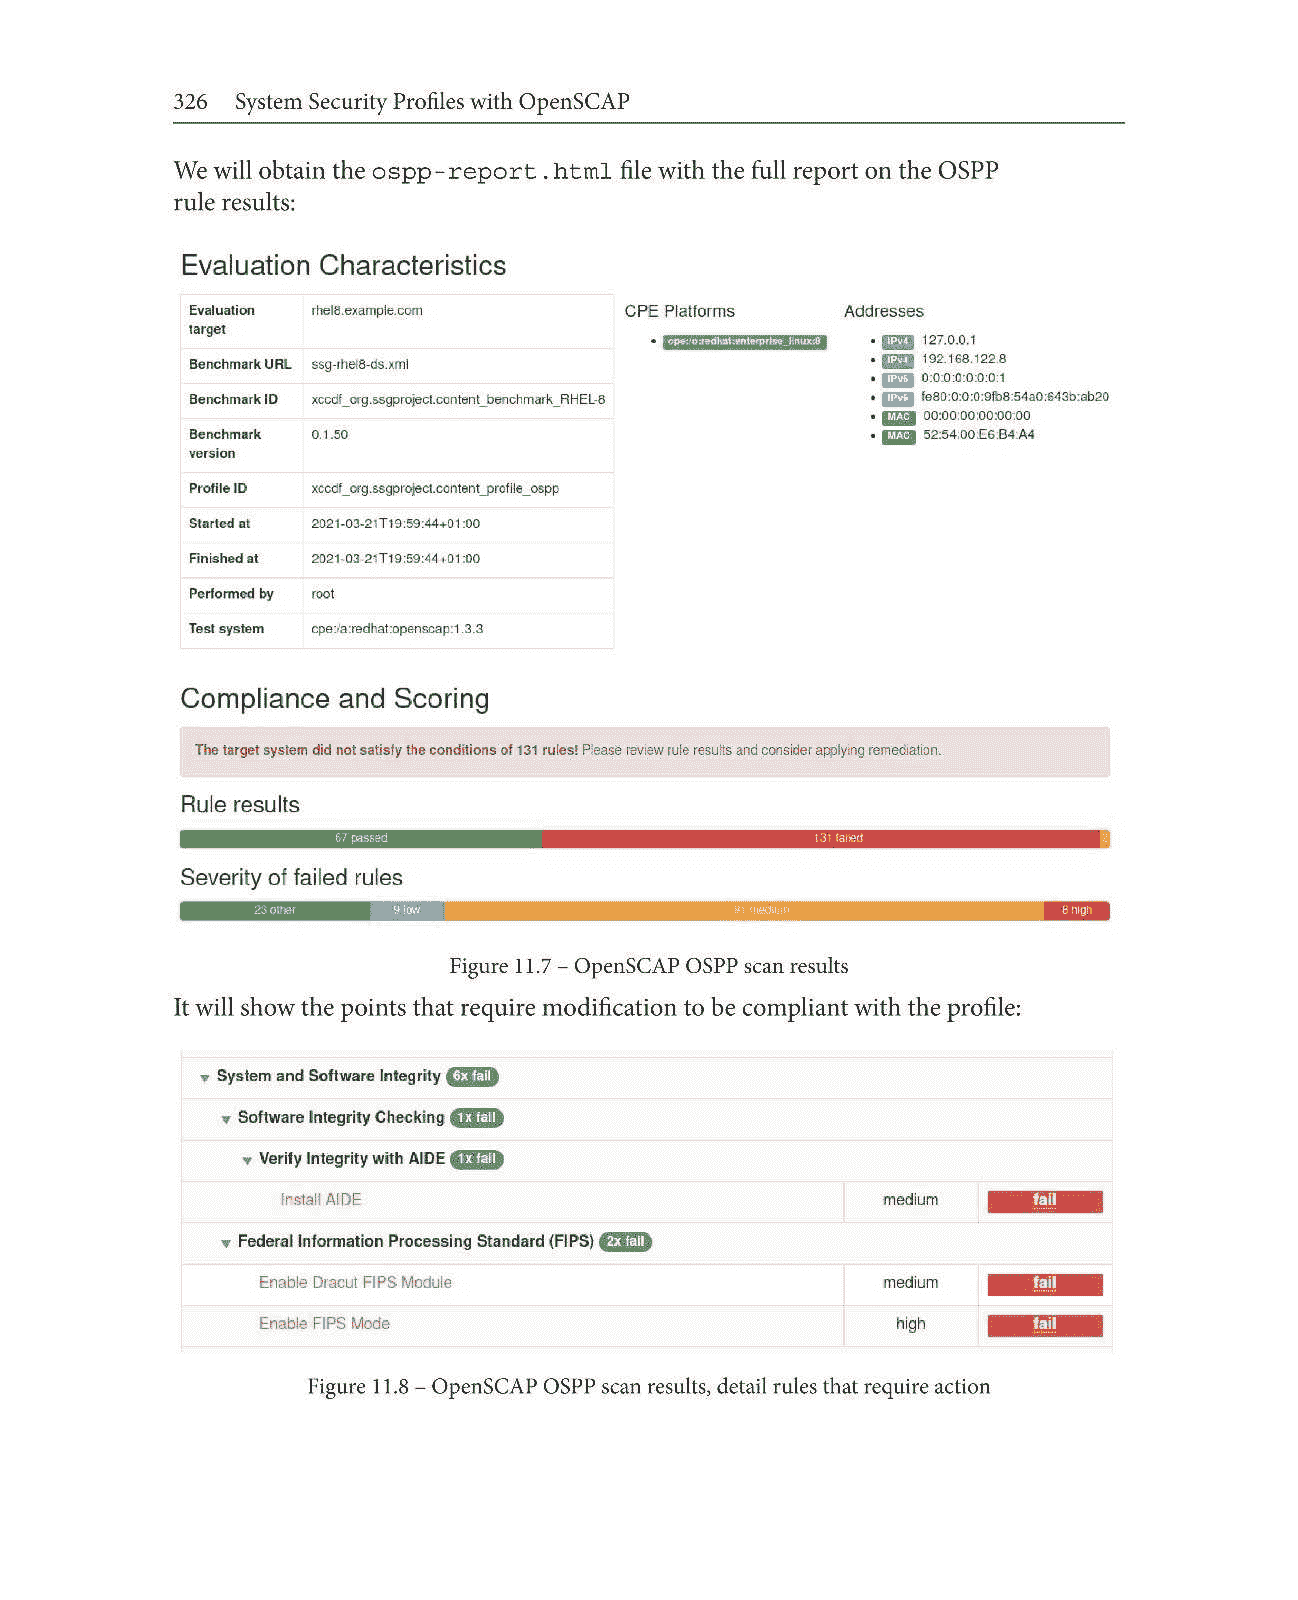 326 System Security Profiles with OpenSCAP
We will obtain the ospp-report.html file with the full report on the OSPP
rule results:
Evaluation Characteristics
Evaluation
target
rhel8.example.com
Benchmark URL ssg-rhel8-ds.xml
Benchmark ID xccdf_org.ssgproject.content_benchmark_RHEL-8
Benchmark
version
0.1.50
Profile ID xccdf_org.ssgproject.content_profile_ospp
Started at 2021-03-21T19:59:44+01:00
Finished at 2021-03-21T19:59:44+01:00
Performed by root
Test system cpe:/a:redhat:openscap:1.3.3
CPE Platforms
• cpe:/o:redhat:enterprise_linux:8
Addresses
• IPv4 127.0.0.1
• IPv4 192.168.122.8
• IPv6 0:0:0:0:0:0:0:1
• IPv6 fe80:0:0:0:9fb8:54a0:643b:ab20
• MAC 00:00:00:00:00:00
• MAC 52:54:00:E6:B4:A4
Compliance and Scoring
The target system did not satisfy the conditions of 131 rules! Please review rule results and consider applying remediation.
Rule results
67 passed 131 failed
Severity of failed rules
23 other 9 low 91 medium 8 high
Figure 11.7 – OpenSCAP OSPP scan results
It will show the points that require modification to be compliant with the profile:
System and Software Integrity 6x fail
Software Integrity Checking 1x fail
Verify Integrity with AIDE 1x fail
Install AIDE medium fail
Federal Information Processing Standard (FIPS) 2x fail
Enable Dracut FIPS Module medium fail
Enable FIPS Mode high fail
Figure 11.8 – OpenSCAP OSPP scan results, detail rules that require action